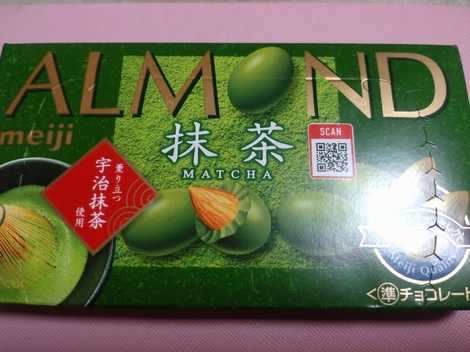 ALMOND
meiji
抹茶
MATCHA
SCAN
薫り立つ
宇治抹茶
使用
Meiji Quality
<準チョコレート